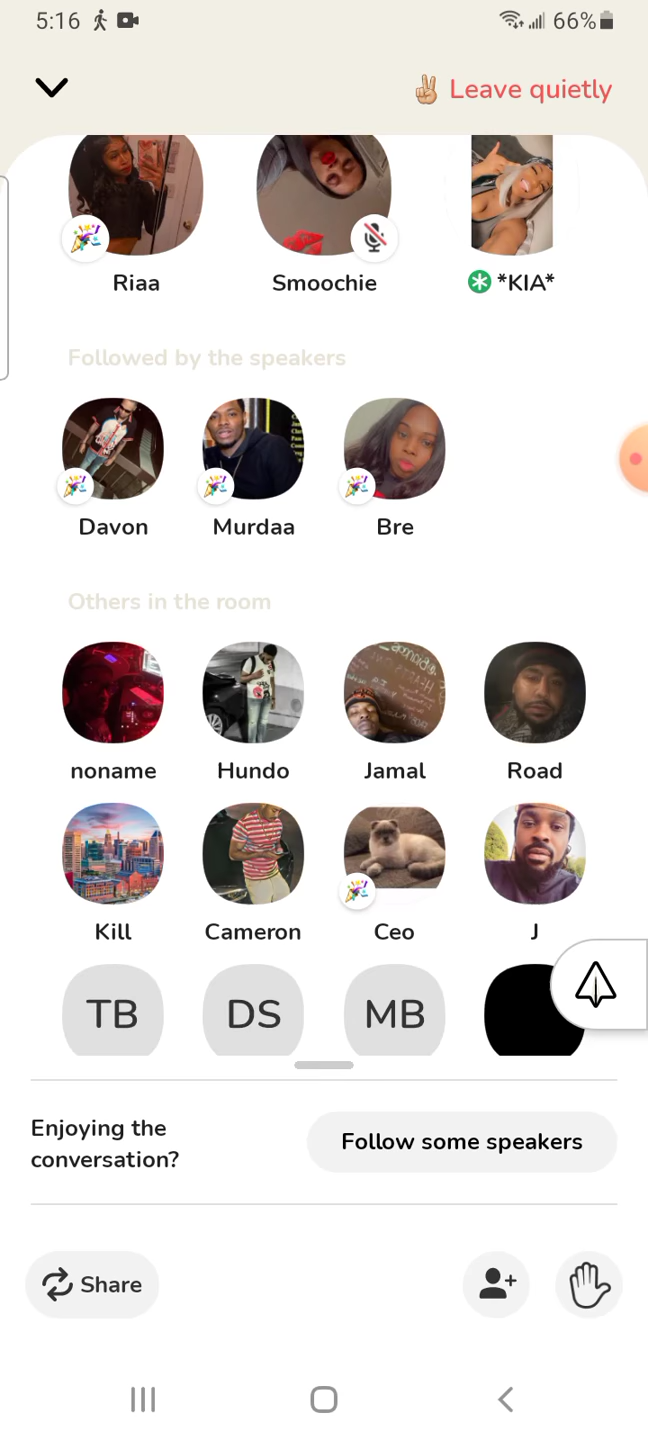 5:16 66%
Leave quietly
Riaa Smoochie *KIA*
Followed by the speakers
Davon Murdaa Bre
Others in the room
noname Hundo Jamal Road
Kill Cameron Ceo J
TB DS MB
Enjoying the
conversation?
Follow some speakers
Share